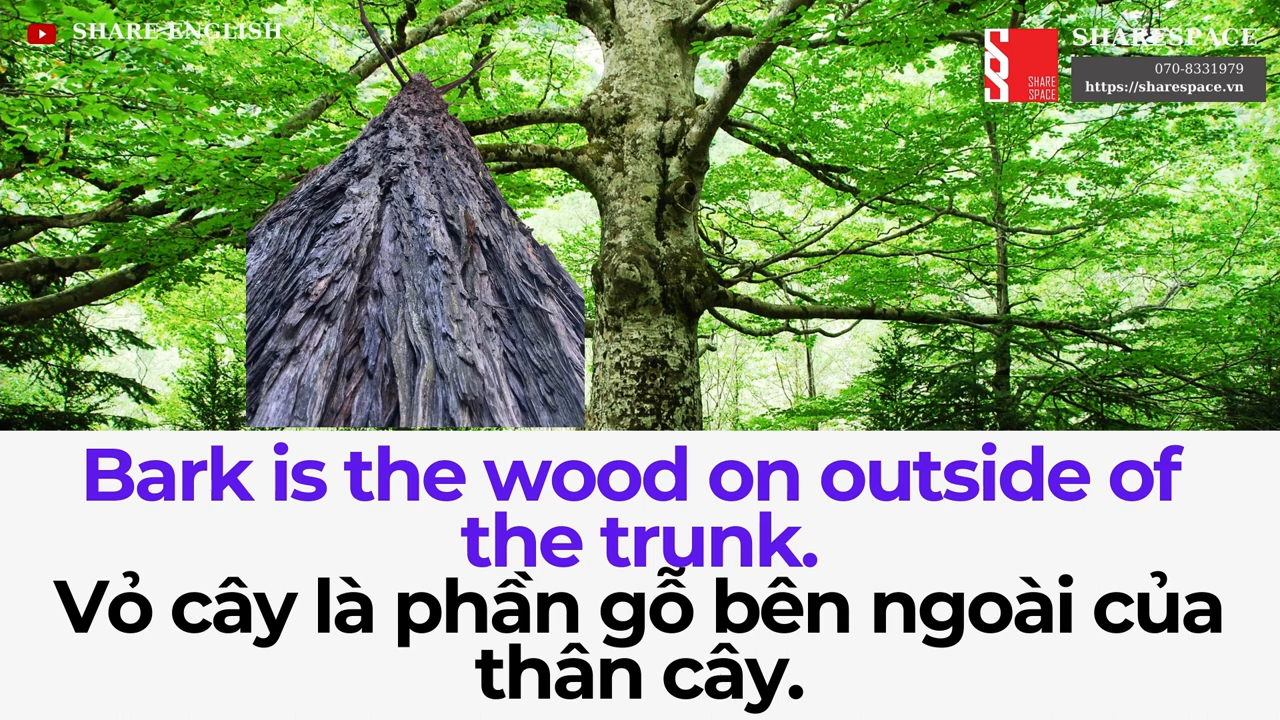 SHARE ENGLISH
SHARESPACE
070-8331979
https://sharespace.vn
SHARE
SPACE
Bark is the wood on outside of
the trunk.
Vỏ cây là phần gỗ bên ngoài của
thân cây.